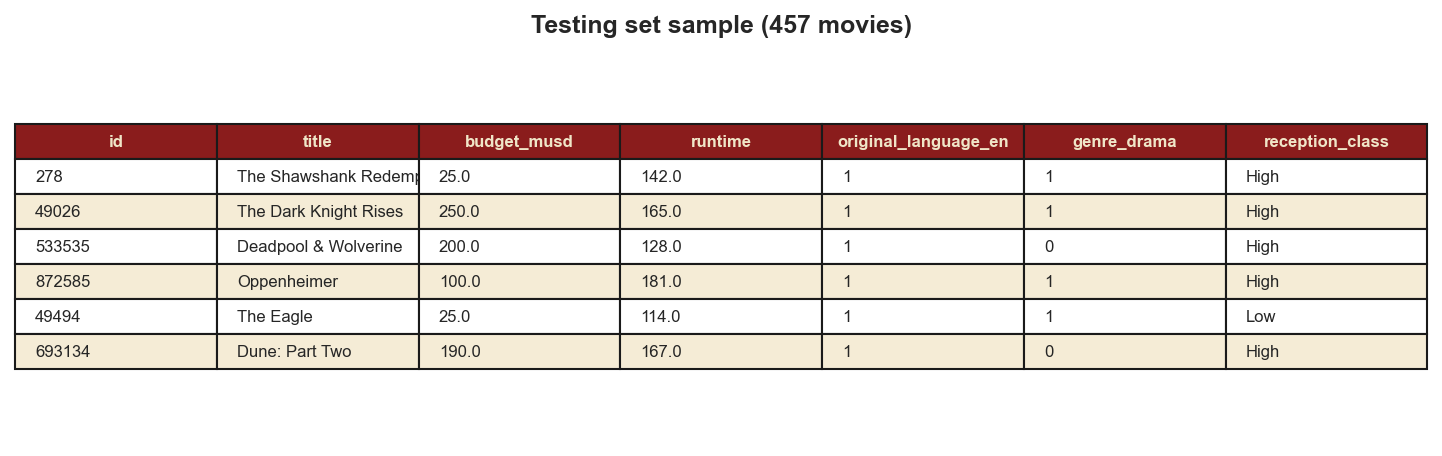 Testing set sample (457 movies)
id title budget_musd runtime original_language_en genre_drama reception_class
278 The Shawshank Redemp 25.0 142.0 1 1 High
49026 The Dark Knight Rises 250.0 165.0 1 1 High
533535 Deadpool & Wolverine 200.0 128.0 1 0 High
872585 Oppenheimer 100.0 181.0 1 1 High
49494 The Eagle 25.0 114.0 1 1 Low
693134 Dune: Part Two 190.0 167.0 1 0 High